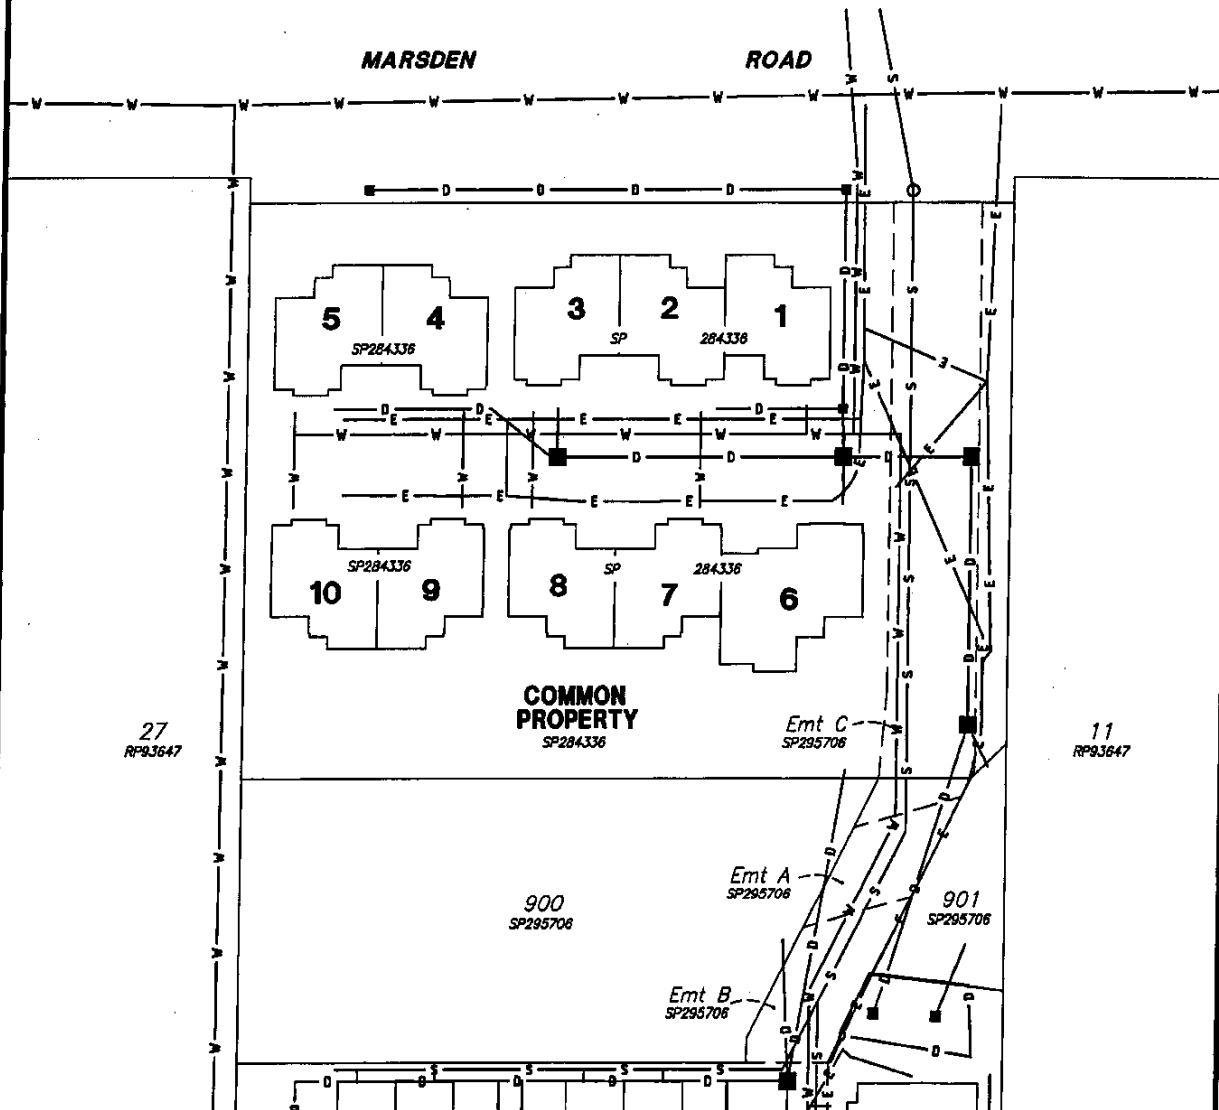 MARSDEN ROAD
W W W W W W W W W W W W W
D D D D
5 4 3 2 1
SP284336 SP 284336
10 9 8 7 6
SP284336 SP 284336
COMMON
PROPERTY
SP284336
Emt C
SP295706
27
RP93647
11
RP93647
Emt A
SP295706
900
SP295706
901
SP295706
Emt B
SP295706
S S S S
D D D D D